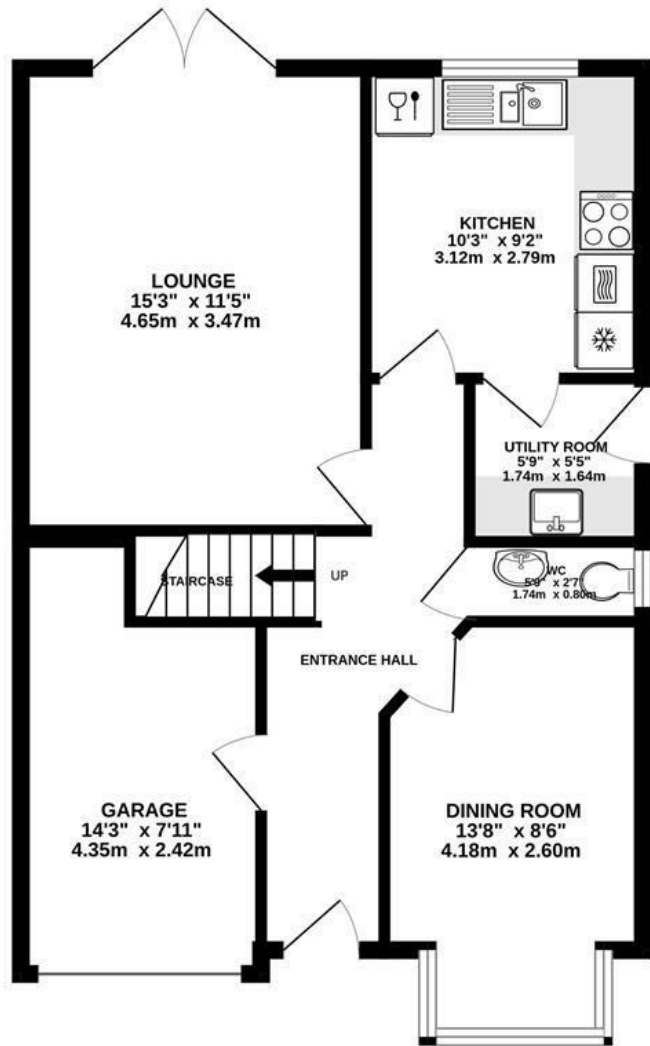 LOUNGE
15'3" x 11'5"
4.65m x 3.47m
KITCHEN
10'3" x 9'2"
3.12m x 2.79m
UTILITY ROOM
5'9" x 5'5"
1.74m x 1.64m
WC
5'9" x 2'7"
1.74m x 0.80m
STAIRCASE
UP
ENTRANCE HALL
GARAGE
14'3" x 7'11"
4.35m x 2.42m
DINING ROOM
13'8" x 8'6"
4.18m x 2.60m